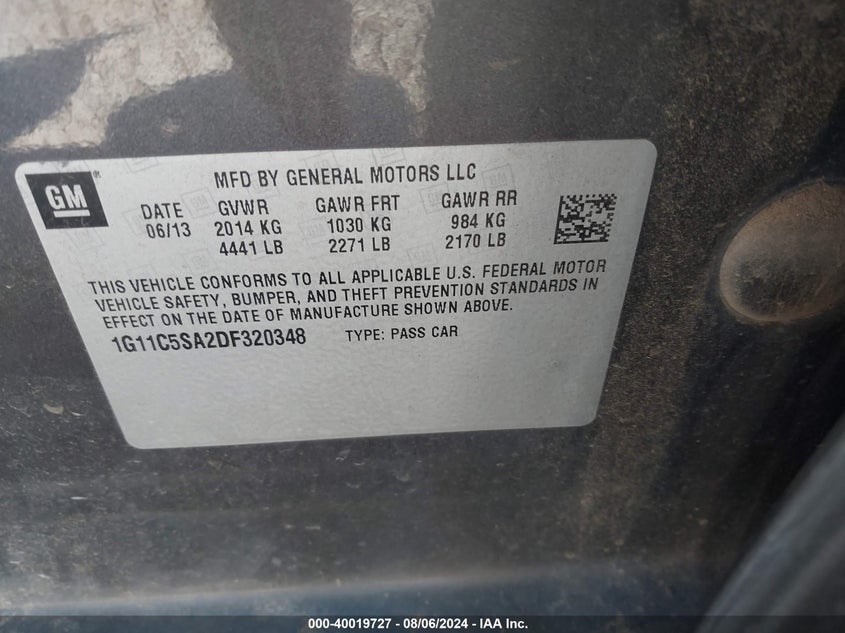 GM
MFD BY GENERAL MOTORS LLC
DATE GVWR GAWR FRT GAWR RR
06/13 2014 KG 1030 KG 984 KG
4441 LB 2271 LB 2170 LB
THIS VEHICLE CONFORMS TO ALL APPLICABLE U.S. FEDERAL MOTOR
VEHICLE SAFETY, BUMPER, AND THEFT PREVENTION STANDARDS IN
EFFECT ON THE DATE OF MANUFACTURE SHOWN ABOVE.
1G11C5SA2DF320348 TYPE: PASS CAR
000-40019727 - 08/06/2024 - IAA Inc.